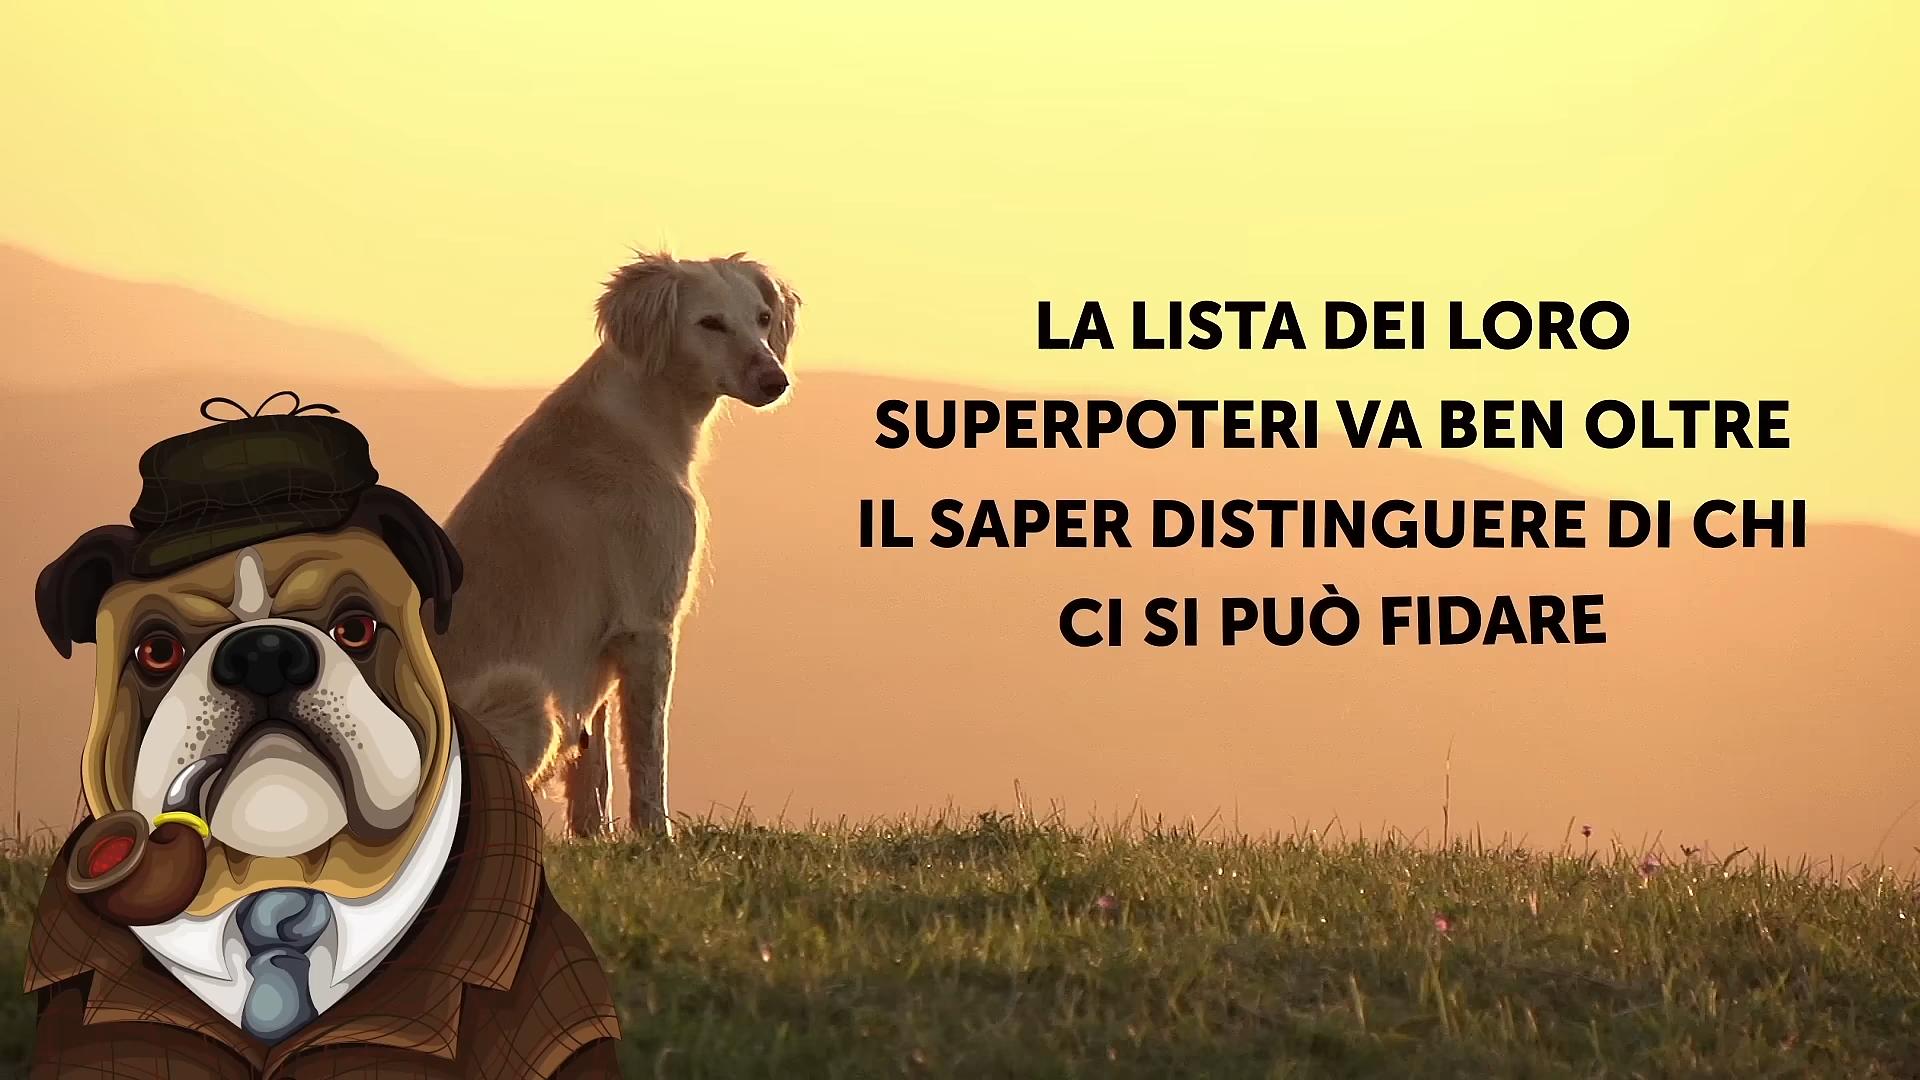 LA LISTA DEI LORO
SUPERPOTERI VA BEN OLTRE
IL SAPER DISTINGUERE DI CHI
CI SI PUÒ FIDARE